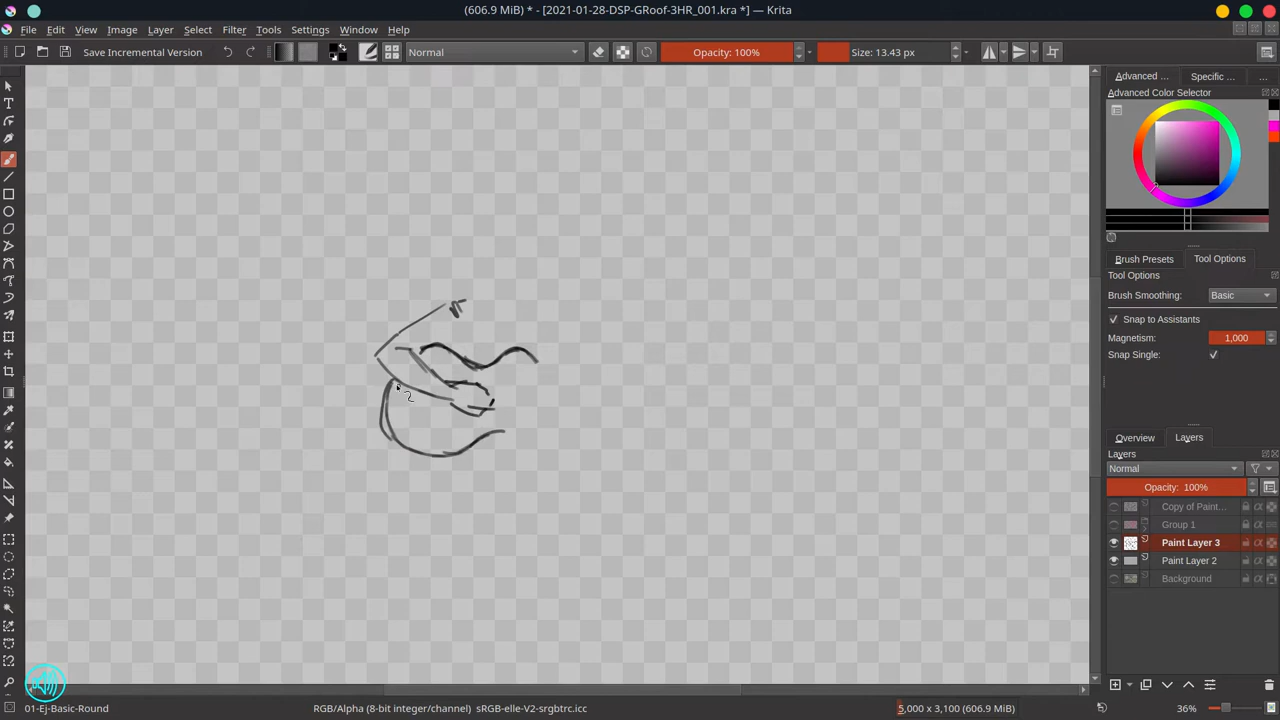 (606.9 MiB) * - [2021-01-28-DSP-GRoof-3HR_001.kra *] — Krita
File Edit View Image Layer Select Filter Tools Settings Window Help
Save Incremental Version Normal Opacity: 100% Size: 13.43 px
Advanced ... Specific ... ...
Advanced Color Selector
Brush Presets Tool Options
Tool Options
Brush Smoothing: Basic
Snap to Assistants
Magnetism: 1,000
Snap Single:
Overview Layers
Layers
Normal
Opacity: 100%
Copy of Paint...
Group 1
Paint Layer 3
Paint Layer 2
Background
01-Ej-Basic-Round RGB/Alpha (8-bit integer/channel) sRGB-elle-V2-srgbtrc.icc 5,000 x 3,100 (606.9 MiB) 36%